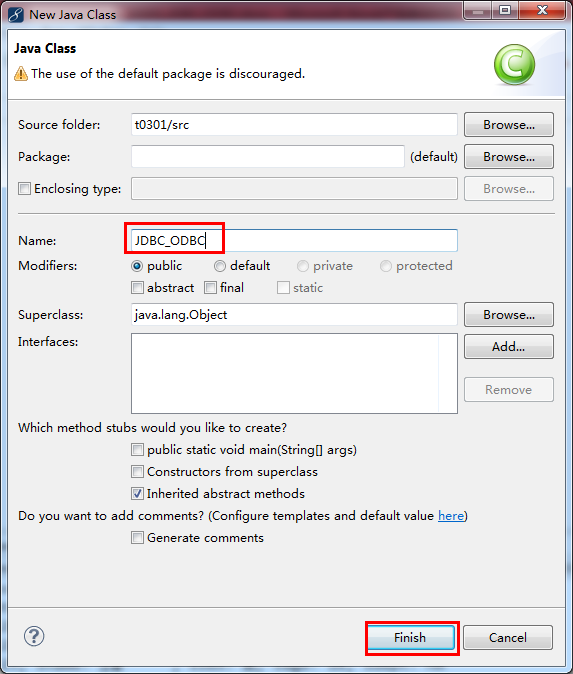 New Java Class
Java Class
The use of the default package is discouraged.
Source folder: t0301/src Browse...
Package: (default) Browse...
Enclosing type: Browse...
Name: JDBC_ODBC
Modifiers: public default private protected
abstract final static
Superclass: java.lang.Object Browse...
Interfaces: Add...
Remove
Which method stubs would you like to create?
public static void main(String[] args)
Constructors from superclass
Inherited abstract methods
Do you want to add comments? (Configure templates and default value here)
Generate comments
? Finish Cancel